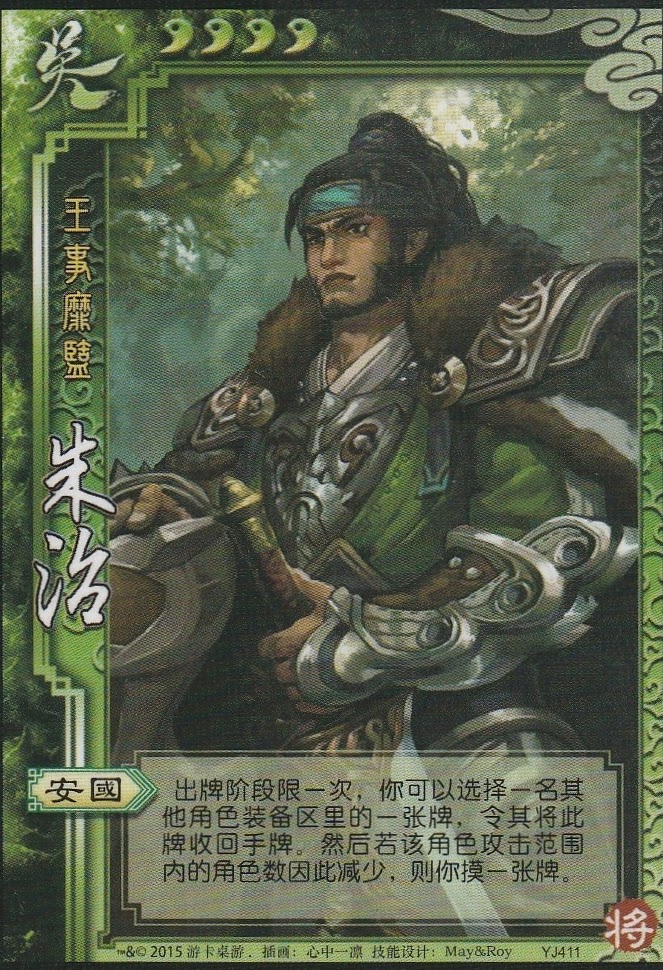 吴
王事靡盬
朱治
安國
出牌阶段限一次，你可以选择一名其
他角色装备区里的一张牌，令其将此
牌收回手牌。然后若该角色攻击范围
内的角色数因此减少，则你摸一张牌。
™&© 2015 游卡桌游．插画：心中一凛 技能设计：May&Roy YJ411
将